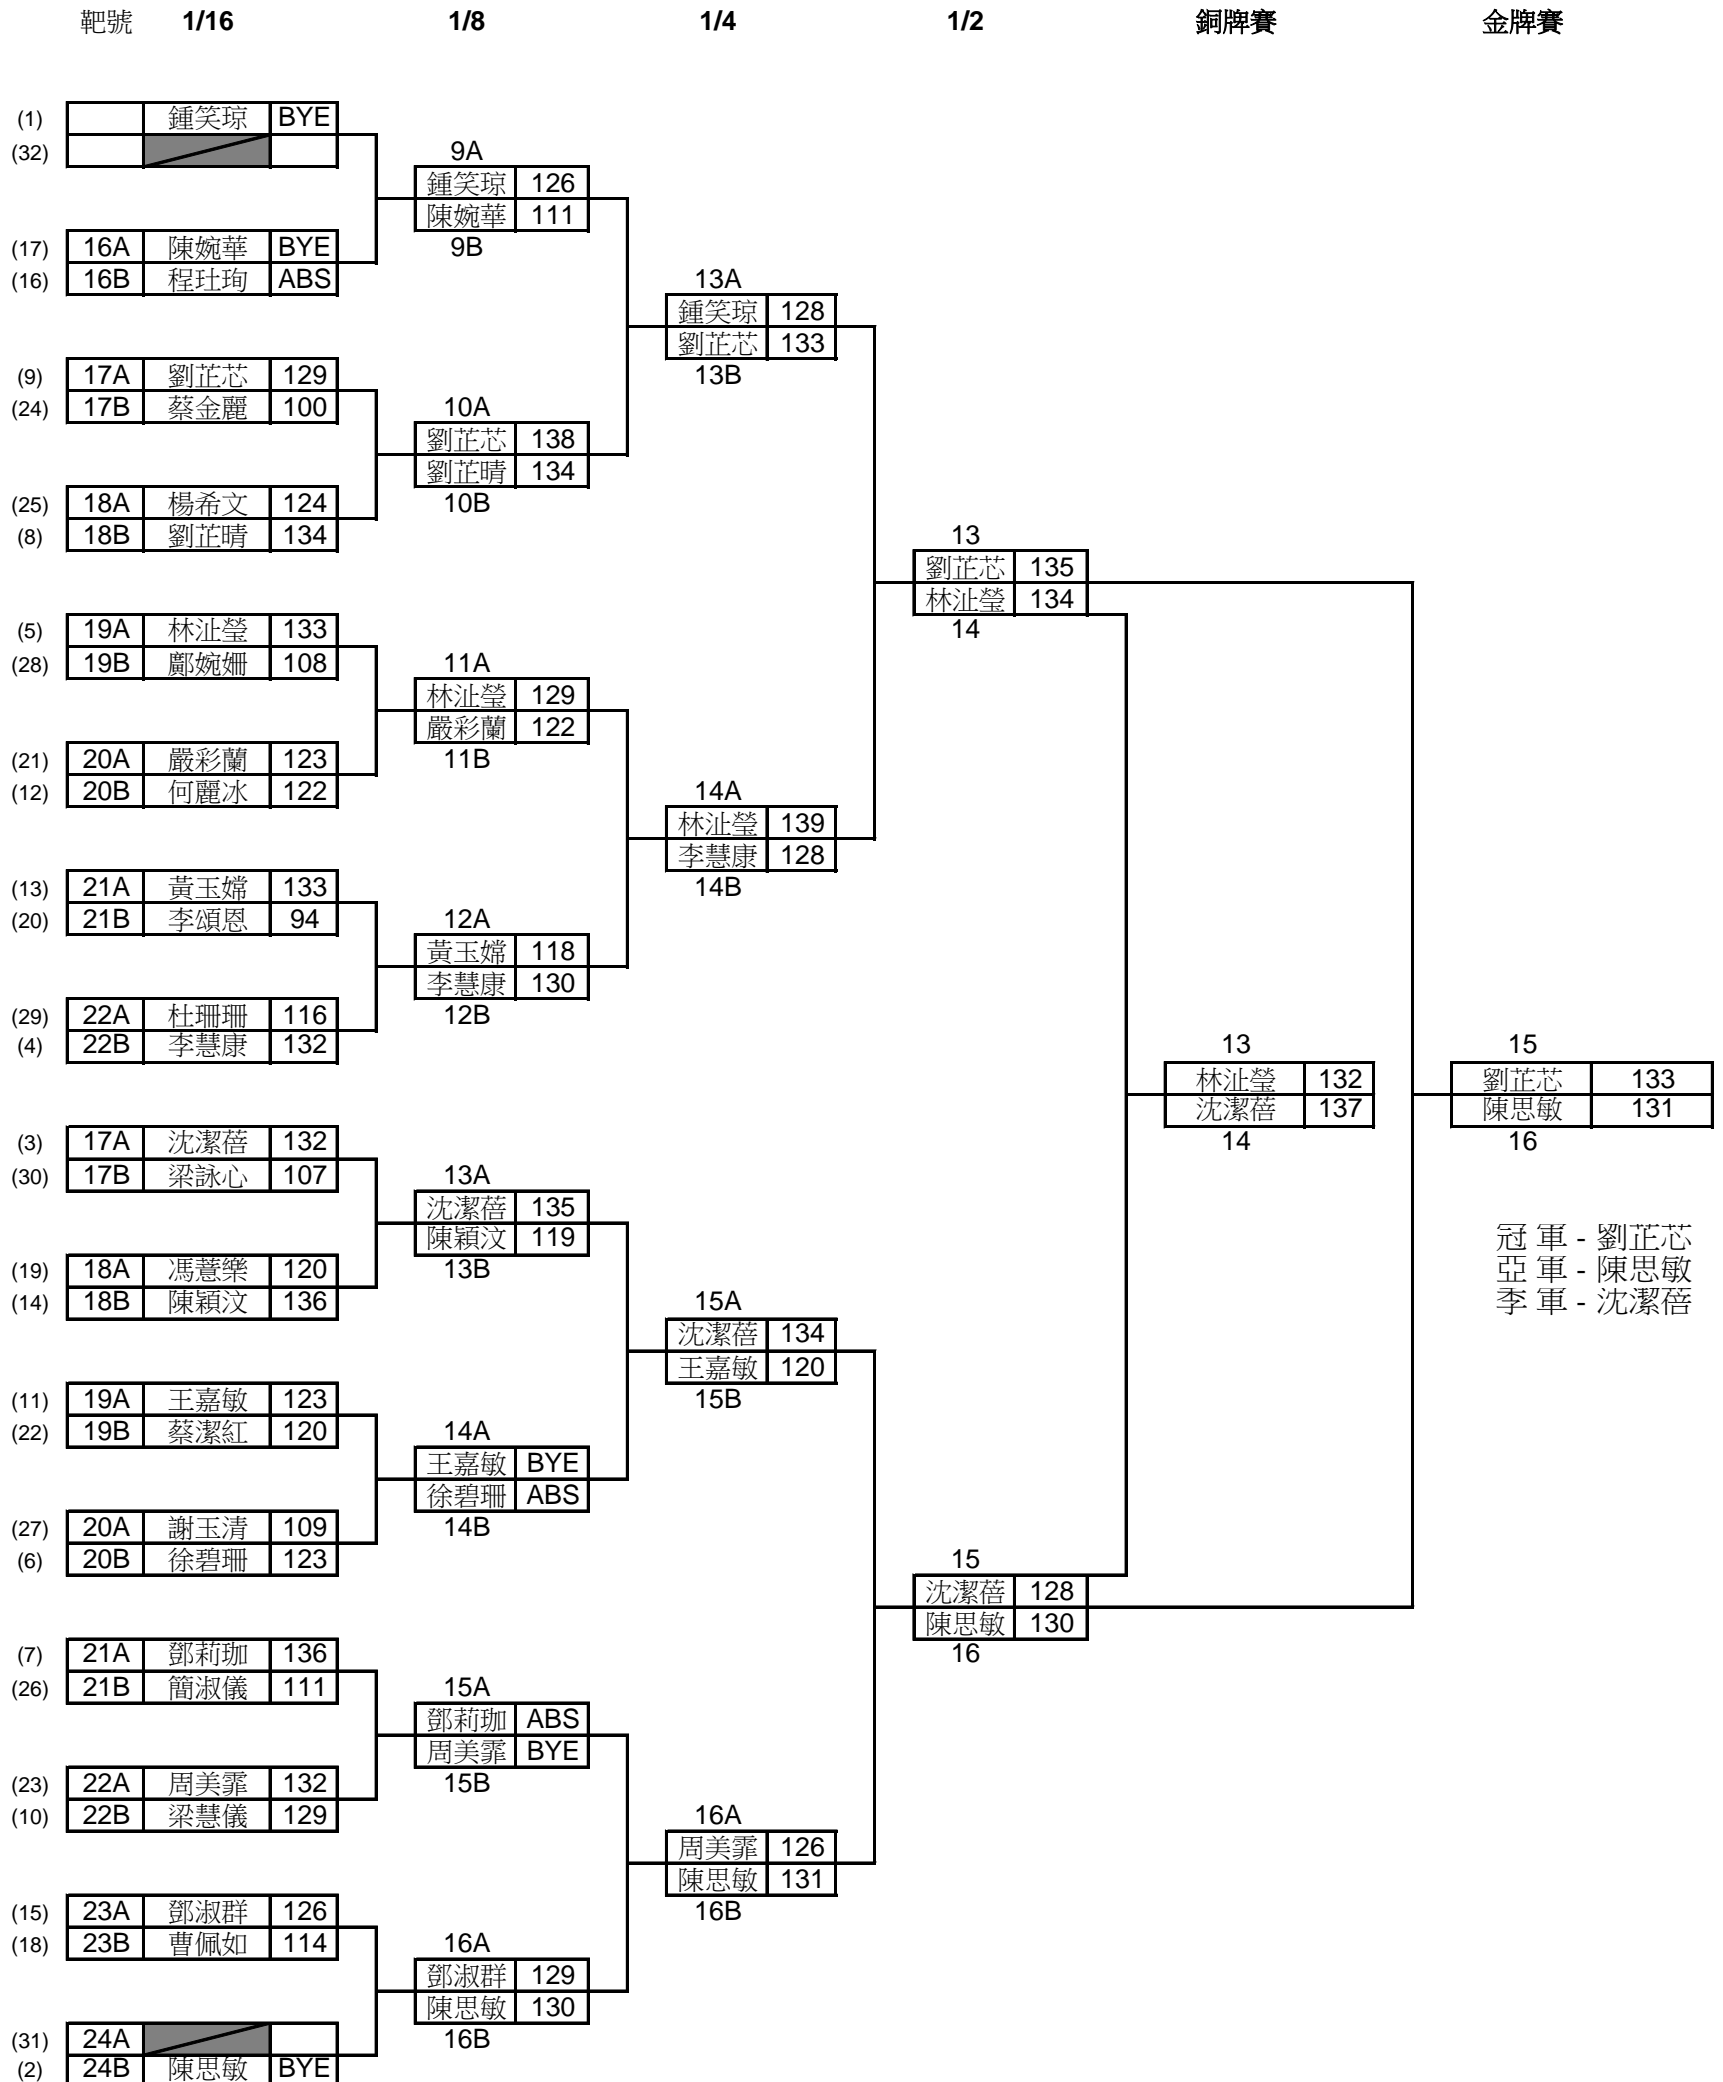 靶號 1/16 1/8 1/4 1/2 銅牌賽 金牌賽
(1) 鍾笑琼 BYE
(32)
9A
鍾笑琼 126
陳婉華 111
9B
(17) 16A 陳婉華 BYE
(16) 16B 程玤珣 ABS
13A
鍾笑琼 128
劉芷芯 133
13B
(9) 17A 劉芷芯 129
(24) 17B 蔡金麗 100
10A
劉芷芯 138
劉芷晴 134
10B
(25) 18A 楊希文 124
(8) 18B 劉芷晴 134
13
劉芷芯 135
林沚瑩 134
14
(5) 19A 林沚瑩 133
(28) 19B 鄺婉姍 108
11A
林沚瑩 129
嚴彩蘭 122
11B
(21) 20A 嚴彩蘭 123
(12) 20B 何麗冰 122
14A
林沚瑩 139
李慧康 128
14B
(13) 21A 黃玉嫦 133
(20) 21B 李頌恩 94
12A
黃玉嫦 118
李慧康 130
12B
(29) 22A 杜珊珊 116
(4) 22B 李慧康 132
13
林沚瑩 132
沈潔蓓 137
14
15
劉芷芯 133
陳思敏 131
16
(3) 17A 沈潔蓓 132
(30) 17B 梁詠心 107
13A
沈潔蓓 135
陳穎汶 119
13B
冠 軍 - 劉芷芯
亞 軍 - 陳思敏
季 軍 - 沈潔蓓
(19) 18A 馮薏樂 120
(14) 18B 陳穎汶 136
15A
沈潔蓓 134
王嘉敏 120
15B
(11) 19A 王嘉敏 123
(22) 19B 蔡潔紅 120
14A
王嘉敏 BYE
徐碧珊 ABS
14B
(27) 20A 謝玉清 109
(6) 20B 徐碧珊 123
15
沈潔蓓 128
陳思敏 130
16
(7) 21A 鄧莉珈 136
(26) 21B 簡淑儀 111
15A
鄧莉珈 ABS
周美霏 BYE
15B
(23) 22A 周美霏 132
(10) 22B 梁慧儀 129
16A
周美霏 126
陳思敏 131
16B
(15) 23A 鄧淑群 126
(18) 23B 曹佩如 114
16A
鄧淑群 129
陳思敏 130
16B
(31) 24A
(2) 24B 陳思敏 BYE